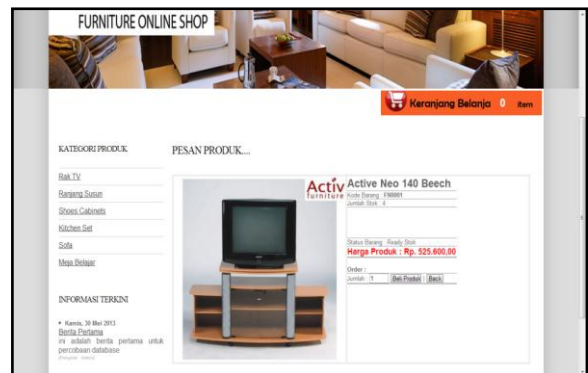 FURNITURE ONLINE SHOP
Keranjang Belanja 0 item
KATEGORI PRODUK
Rak TV
Ranjang Susun
Shoes Cabinets
Kitchen Set
Sofa
Meja Belajar
INFORMASI TERKINI
• Kamis, 30 Mei 2013
Berita Pertama
ini adalah berita pertama untuk
percobaan database
PESAN PRODUK....
Activ
furniture
Active Neo 140 Beech
Kode Barang : FN0001
Jumlah Stok : 4
Status Barang : Ready Stok
Harga Produk : Rp. 525.600,00
Order :
Jumlah : 1 Beli Produk | Back